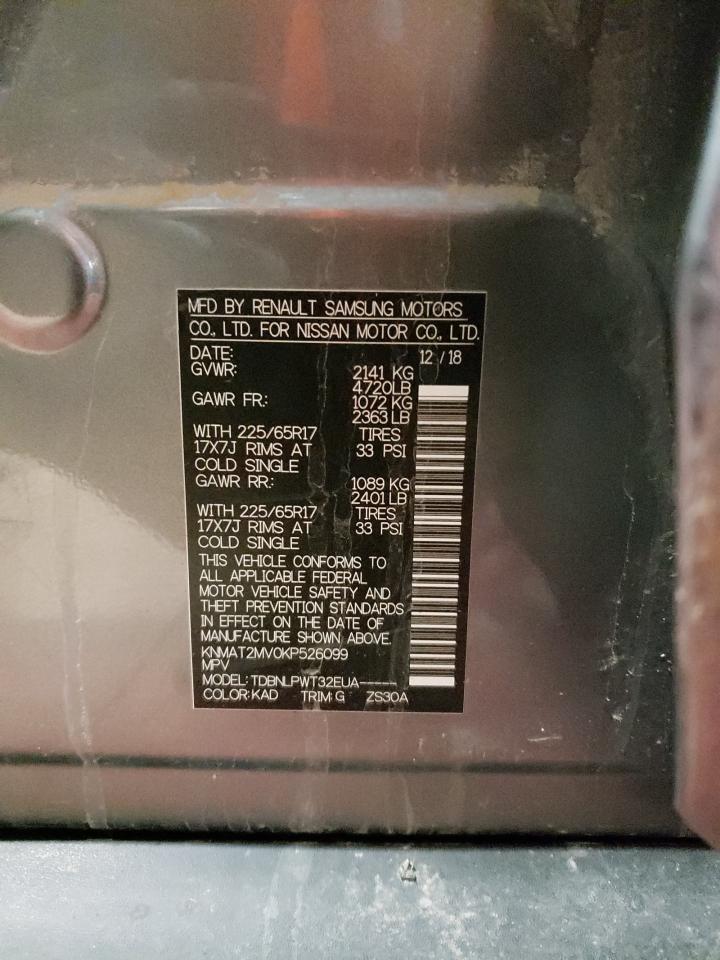 MFD BY RENAULT SAMSUNG MOTORS
CO., LTD. FOR NISSAN MOTOR CO., LTD.
DATE: 12 / 18
GVWR: 2141 KG
4720LB
GAWR FR.: 1072 KG
2363 LB
WITH 225/65R17 TIRES
17X7J RIMS AT 33 PSI
COLD SINGLE
GAWR RR.: 1089 KG
2401 LB
WITH 225/65R17 TIRES
17X7J RIMS AT 33 PSI
COLD SINGLE
THIS VEHICLE CONFORMS TO
ALL APPLICABLE FEDERAL
MOTOR VEHICLE SAFETY AND
THEFT PREVENTION STANDARDS
IN EFFECT ON THE DATE OF
MANUFACTURE SHOWN ABOVE.
KNMAT2MV0KP526099
MPV
MODEL: TDBNLPWT32EUA-----
COLOR: KAD TRIM: G ZS30A